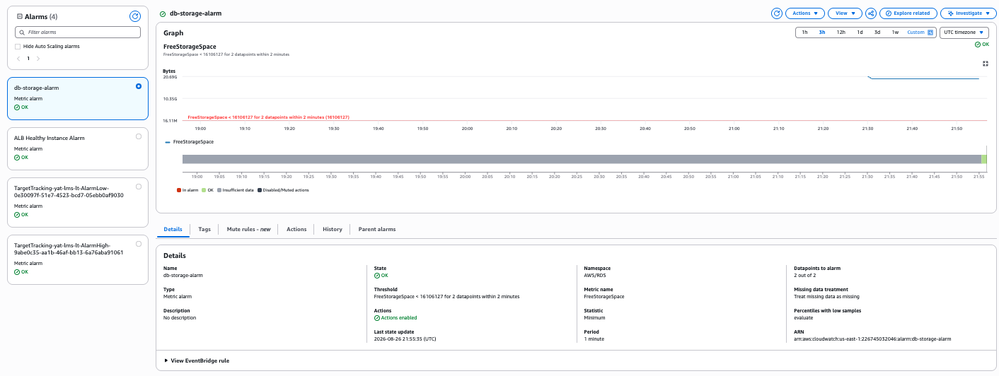 Alarms (4)
Filter alarms
Hide Auto Scaling alarms
1
db-storage-alarm
Metric alarm
OK
ALB Healthy Instance Alarm
Metric alarm
OK
TargetTracking-yat-lms-lt-AlarmLow-
0e30097f-51e7-4523-bcd7-05ebb0af9030
Metric alarm
OK
TargetTracking-yat-lms-lt-AlarmHigh-
9abe0c35-aa1b-46af-bb13-6a76aba91061
Metric alarm
OK
db-storage-alarm
Actions
View
Explore related
Investigate
Graph
1h 3h 12h 1d 3d 1w Custom
UTC timezone
FreeStorageSpace
OK
FreeStorageSpace < 16106127 for 2 datapoints within 2 minutes
Bytes
20.69G
10.35G
FreeStorageSpace < 16106127 for 2 datapoints within 2 minutes (16106127)
16.11M
19:00 19:10 19:20 19:30 19:40 19:50 20:00 20:10 20:20 20:30 20:40 20:50 21:00 21:10 21:20 21:30 21:40 21:50
FreeStorageSpace
19:00 19:05 19:10 19:15 19:20 19:25 19:30 19:35 19:40 19:45 19:50 19:55 20:00 20:05 20:10 20:15 20:20 20:25 20:30 20:35 20:40 20:45 20:50 20:55 21:00 21:05 21:10 21:15 21:20 21:25 21:30 21:35 21:40 21:45 21:50 21:55
In alarm OK Insufficient data Disabled/Muted actions
Details Tags Mute rules - new Actions History Parent alarms
Details
Name
db-storage-alarm
Type
Metric alarm
Description
No description
State
OK
Threshold
FreeStorageSpace < 16106127 for 2 datapoints within 2 minutes
Actions
Actions enabled
Last state update
2026-08-26 21:55:35 (UTC)
Namespace
AWS/RDS
Metric name
FreeStorageSpace
Statistic
Minimum
Period
1 minute
Datapoints to alarm
2 out of 2
Missing data treatment
Treat missing data as missing
Percentiles with low samples
evaluate
ARN
arn:aws:cloudwatch:us-east-1:226745032046:alarm:db-storage-alarm
View EventBridge rule